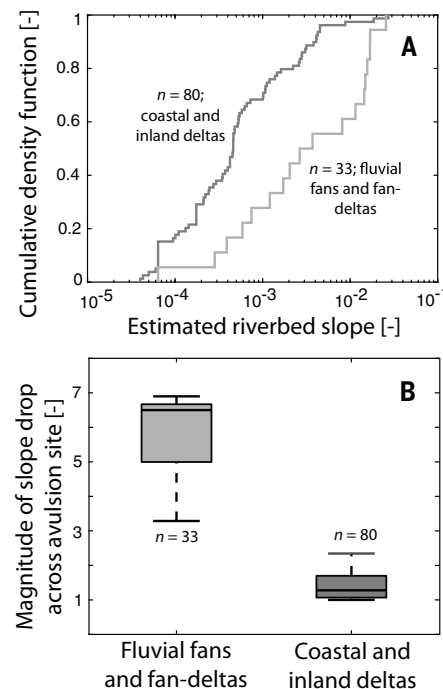 Cumulative density function [-]
1
0.8
0.6
0.4
0.2
0
A
n = 80;
coastal and
inland deltas
n = 33; fluvial
fans and fan-
deltas
10-5
10-4
10-3
10-2
10-1
Estimated riverbed slope [-]
Magnitude of slope drop
across avulsion site [-]
7
5
3
1
B
n = 33
n = 80
Fluvial fans
and fan-deltas
Coastal and
inland deltas